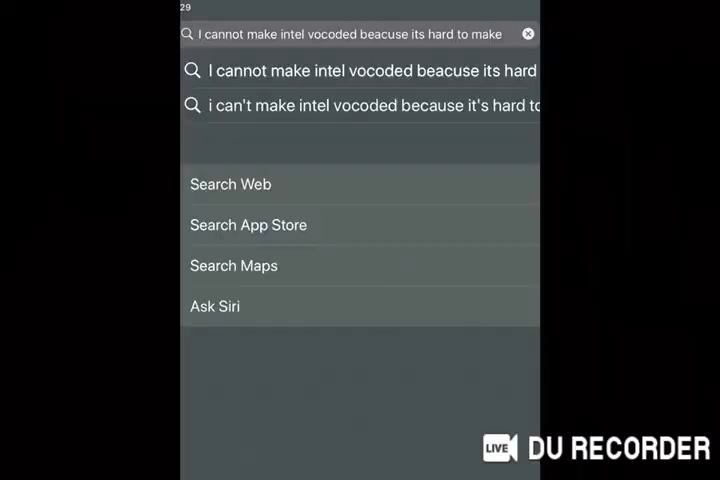 29
I cannot make intel vocoded beacuse its hard to make
I cannot make intel vocoded beacuse its hard
i can't make intel vocoded because it's hard to
Search Web
Search App Store
Search Maps
Ask Siri
LIVE DU RECORDER